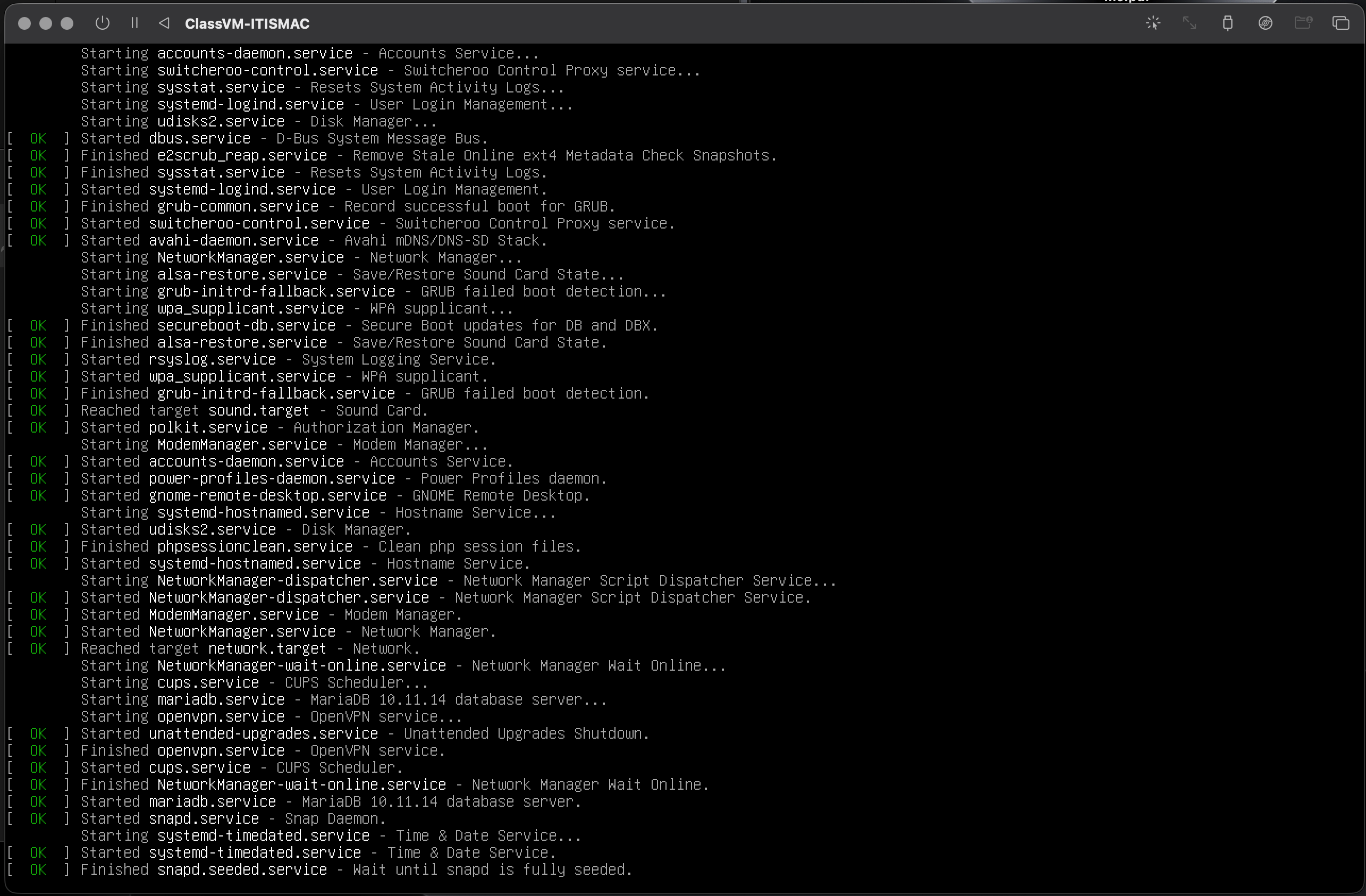 ClassVM-ITISMAC
Starting accounts-daemon.service - Accounts Service...
Starting switcheroo-control.service - Switcheroo Control Proxy service...
Starting sysstat.service - Resets System Activity Logs...
Starting systemd-logind.service - User Login Management...
Starting udisks2.service - Disk Manager...
[  OK  ] Started dbus.service - D-Bus System Message Bus.
[  OK  ] Finished e2scrub_reap.service - Remove Stale Online ext4 Metadata Check Snapshots.
[  OK  ] Finished sysstat.service - Resets System Activity Logs.
[  OK  ] Started systemd-logind.service - User Login Management.
[  OK  ] Finished grub-common.service - Record successful boot for GRUB.
[  OK  ] Started switcheroo-control.service - Switcheroo Control Proxy service.
[  OK  ] Started avahi-daemon.service - Avahi mDNS/DNS-SD Stack.
Starting NetworkManager.service - Network Manager...
Starting alsa-restore.service - Save/Restore Sound Card State...
Starting grub-initrd-fallback.service - GRUB failed boot detection...
Starting wpa_supplicant.service - WPA supplicant...
[  OK  ] Finished secureboot-db.service - Secure Boot updates for DB and DBX.
[  OK  ] Finished alsa-restore.service - Save/Restore Sound Card State.
[  OK  ] Started rsyslog.service - System Logging Service.
[  OK  ] Started wpa_supplicant.service - WPA supplicant.
[  OK  ] Finished grub-initrd-fallback.service - GRUB failed boot detection.
[  OK  ] Reached target sound.target - Sound Card.
[  OK  ] Started polkit.service - Authorization Manager.
Starting ModemManager.service - Modem Manager...
[  OK  ] Started accounts-daemon.service - Accounts Service.
[  OK  ] Started power-profiles-daemon.service - Power Profiles daemon.
[  OK  ] Started gnome-remote-desktop.service - GNOME Remote Desktop.
Starting systemd-hostnamed.service - Hostname Service...
[  OK  ] Started udisks2.service - Disk Manager.
[  OK  ] Finished phpsessionclean.service - Clean php session files.
[  OK  ] Started systemd-hostnamed.service - Hostname Service.
Starting NetworkManager-dispatcher.service - Network Manager Script Dispatcher Service...
[  OK  ] Started NetworkManager-dispatcher.service - Network Manager Script Dispatcher Service.
[  OK  ] Started ModemManager.service - Modem Manager.
[  OK  ] Started NetworkManager.service - Network Manager.
[  OK  ] Reached target network.target - Network.
Starting NetworkManager-wait-online.service - Network Manager Wait Online...
Starting cups.service - CUPS Scheduler...
Starting mariadb.service - MariaDB 10.11.14 database server...
Starting openvpn.service - OpenVPN service...
[  OK  ] Started unattended-upgrades.service - Unattended Upgrades Shutdown.
[  OK  ] Finished openvpn.service - OpenVPN service.
[  OK  ] Started cups.service - CUPS Scheduler.
[  OK  ] Finished NetworkManager-wait-online.service - Network Manager Wait Online.
[  OK  ] Started mariadb.service - MariaDB 10.11.14 database server.
[  OK  ] Started snapd.service - Snap Daemon.
Starting systemd-timedated.service - Time & Date Service...
[  OK  ] Started systemd-timedated.service - Time & Date Service.
[  OK  ] Finished snapd.seeded.service - Wait until snapd is fully seeded.